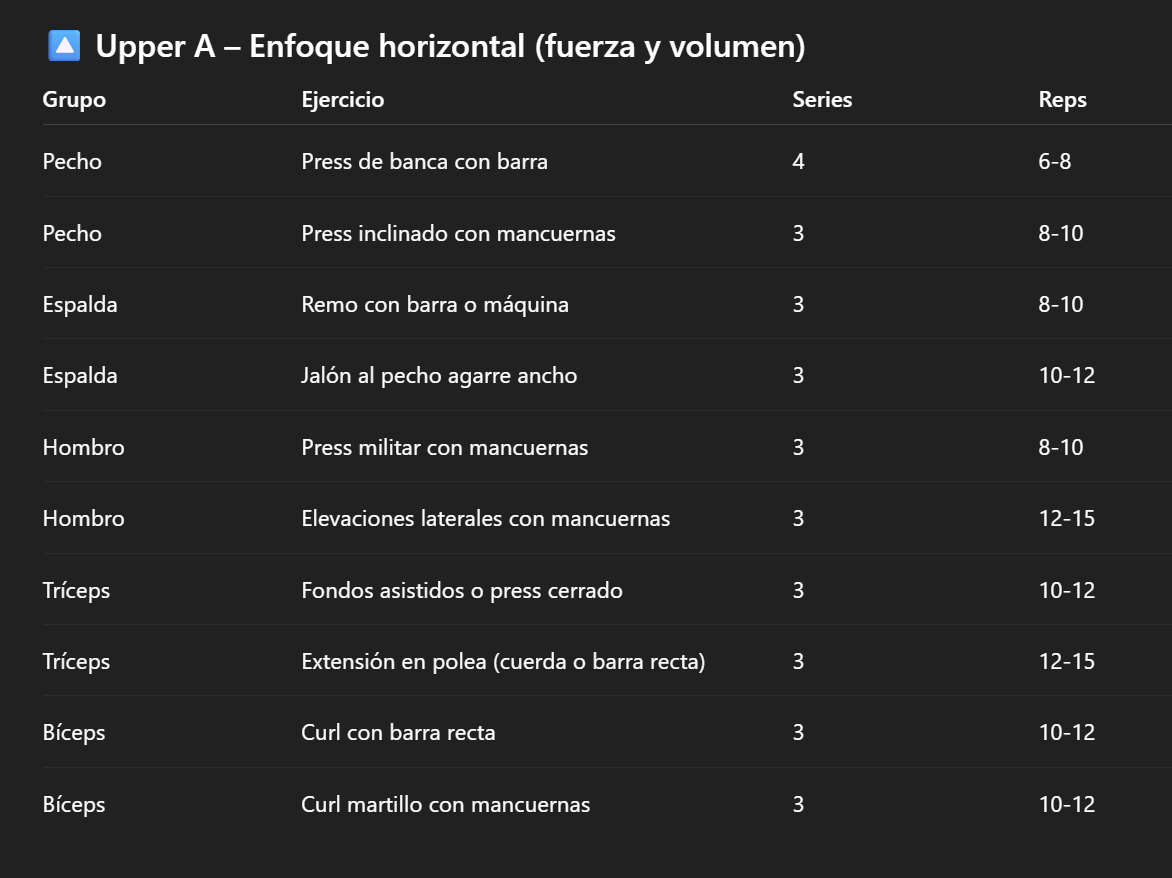 🔼 Upper A – Enfoque horizontal (fuerza y volumen)
Grupo Ejercicio Series Reps
Pecho Press de banca con barra 4 6-8
Pecho Press inclinado con mancuernas 3 8-10
Espalda Remo con barra o máquina 3 8-10
Espalda Jalón al pecho agarre ancho 3 10-12
Hombro Press militar con mancuernas 3 8-10
Hombro Elevaciones laterales con mancuernas 3 12-15
Tríceps Fondos asistidos o press cerrado 3 10-12
Tríceps Extensión en polea (cuerda o barra recta) 3 12-15
Bíceps Curl con barra recta 3 10-12
Bíceps Curl martillo con mancuernas 3 10-12